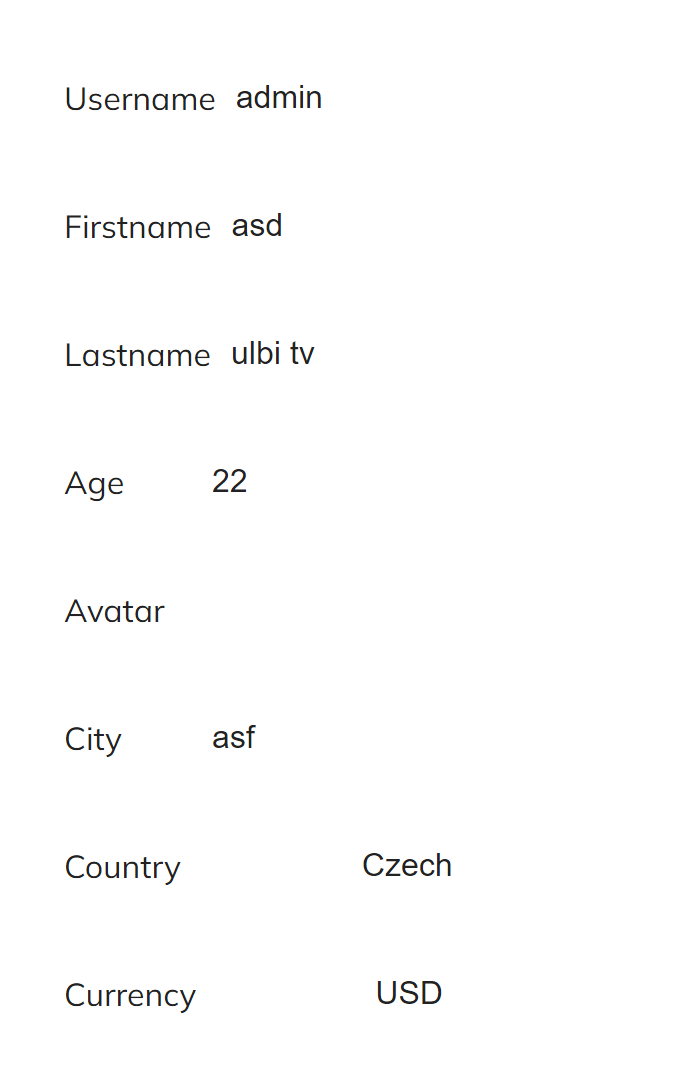 Username admin
Firstname asd
Lastname ulbi tv
Age 22
Avatar
City asf
Country Czech
Currency USD